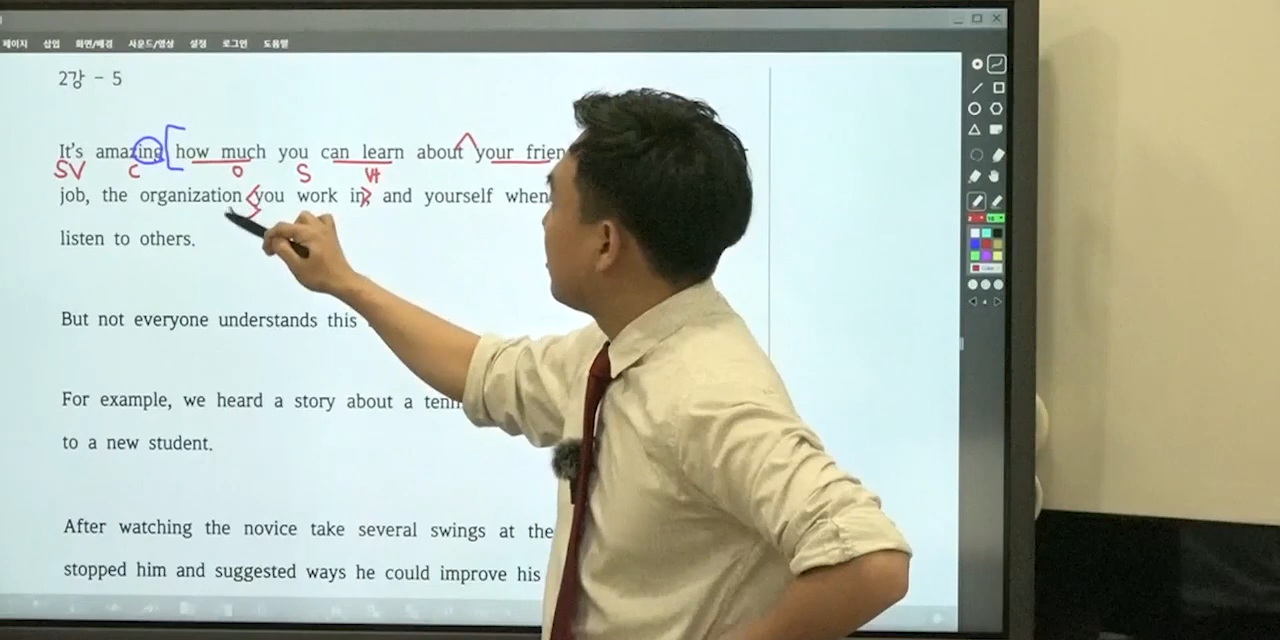 페이지 삽입 화면/배경 사운드/영상 설정 로그인 도움말
2강 - 5
It's amazing how much you can learn about your
SV C O S Vt
job, the organization you work in and yourself when
listen to others.
But not everyone understands this
For example, we heard a story about a
to a new student.
After watching the novice take several swings at the
stopped him and suggested ways he could improve his